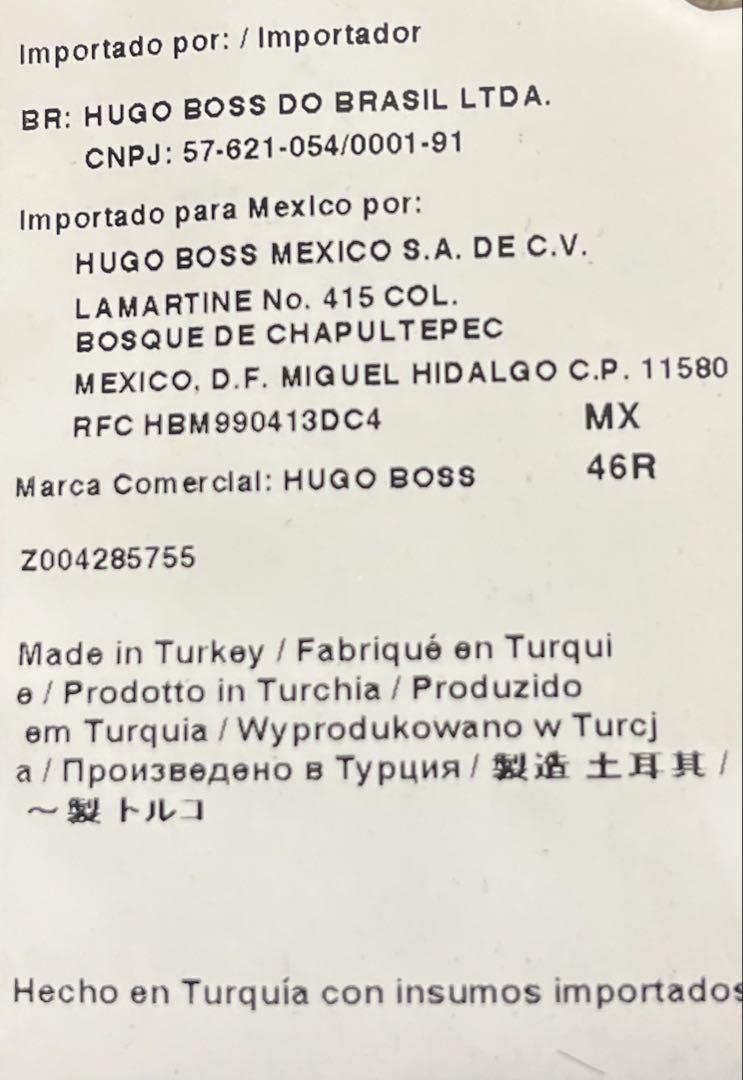 Importado por: / Importador
BR: HUGO BOSS DO BRASIL LTDA.
CNPJ: 57-621-054/0001-91
Importado para Mexico por:
HUGO BOSS MEXICO S.A. DE C.V.
LAMARTINE No. 415 COL.
BOSQUE DE CHAPULTEPEC
MEXICO, D.F. MIGUEL HIDALGO C.P. 11580
RFC HBM990413DC4 MX
Marca Comercial: HUGO BOSS 46R
Z004285755
Made in Turkey / Fabriqué en Turqui
e / Prodotto in Turchia / Produzido
em Turquia / Wyprodukowano w Turcj
a / Произведено в Турция / 製造 土耳其 /
~製 トルコ
Hecho en Turquía con insumos importados